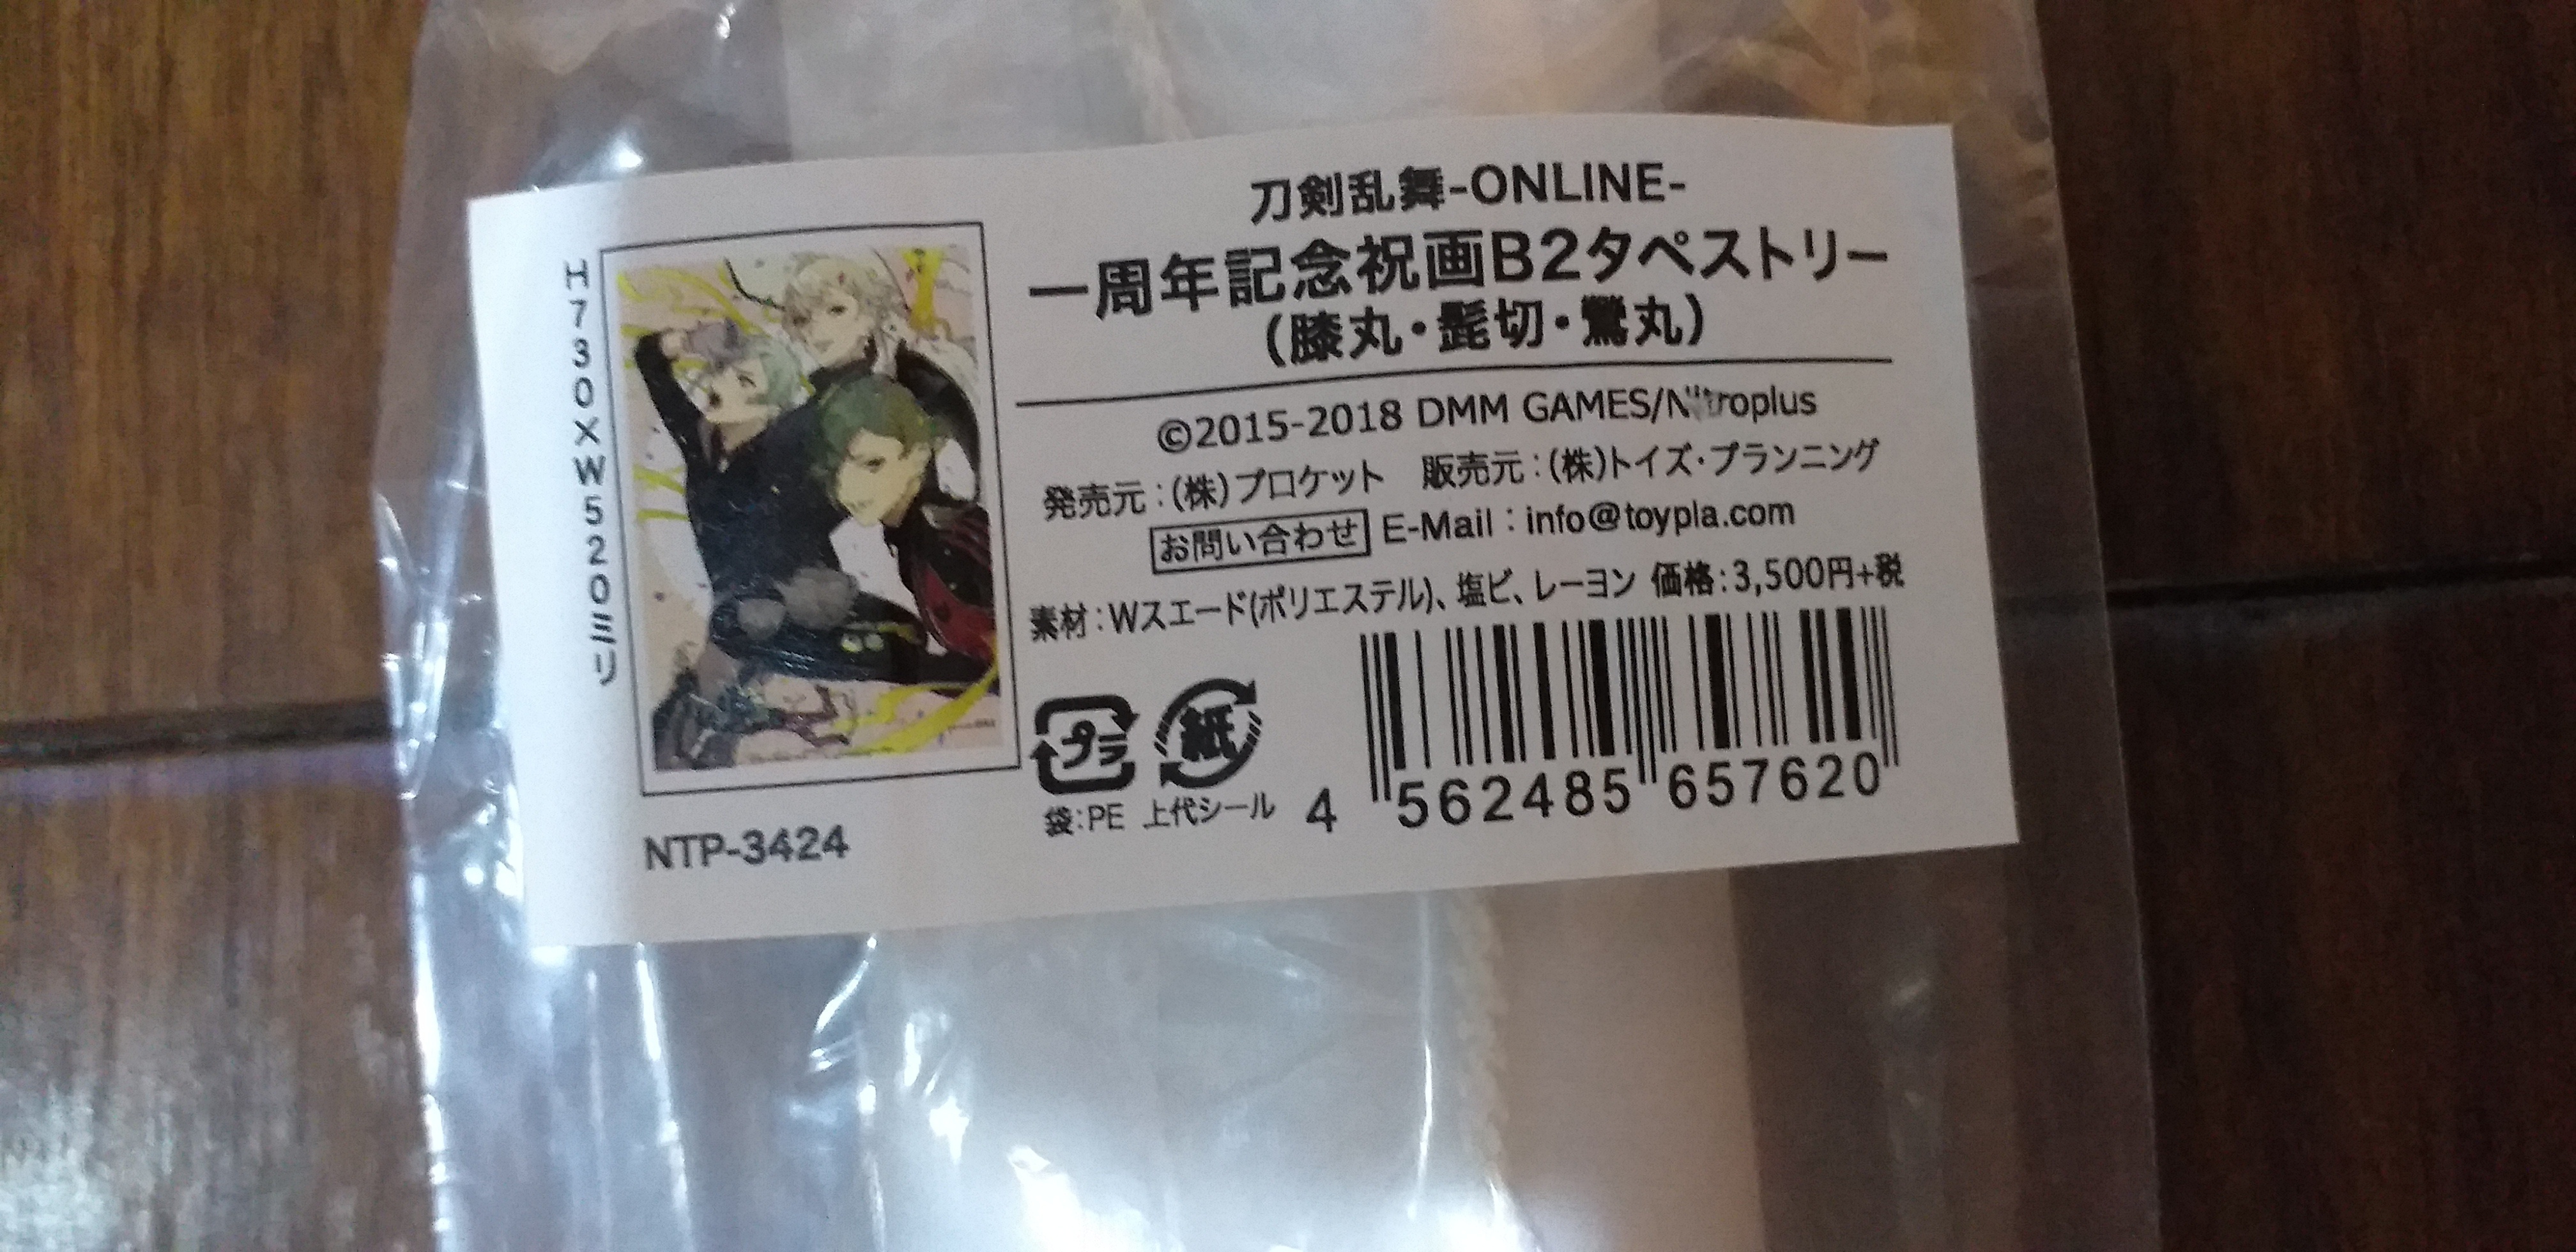 刀剣乱舞-ONLINE-
一周年記念祝画B2タペストリー
(膝丸・髭切・鶯丸)
©2015-2018 DMM GAMES/Nitroplus
発売元:(株)プロケット 販売元:(株)トイズ・プランニング
お問い合わせ E-Mail:info@toypla.com
素材:Wスエード(ポリエステル)、塩ビ、レーヨン 価格:3,500円+税
H730×W520ミリ
プラ 紙
袋:PE 上代シール
4 562485 657620
NTP-3424